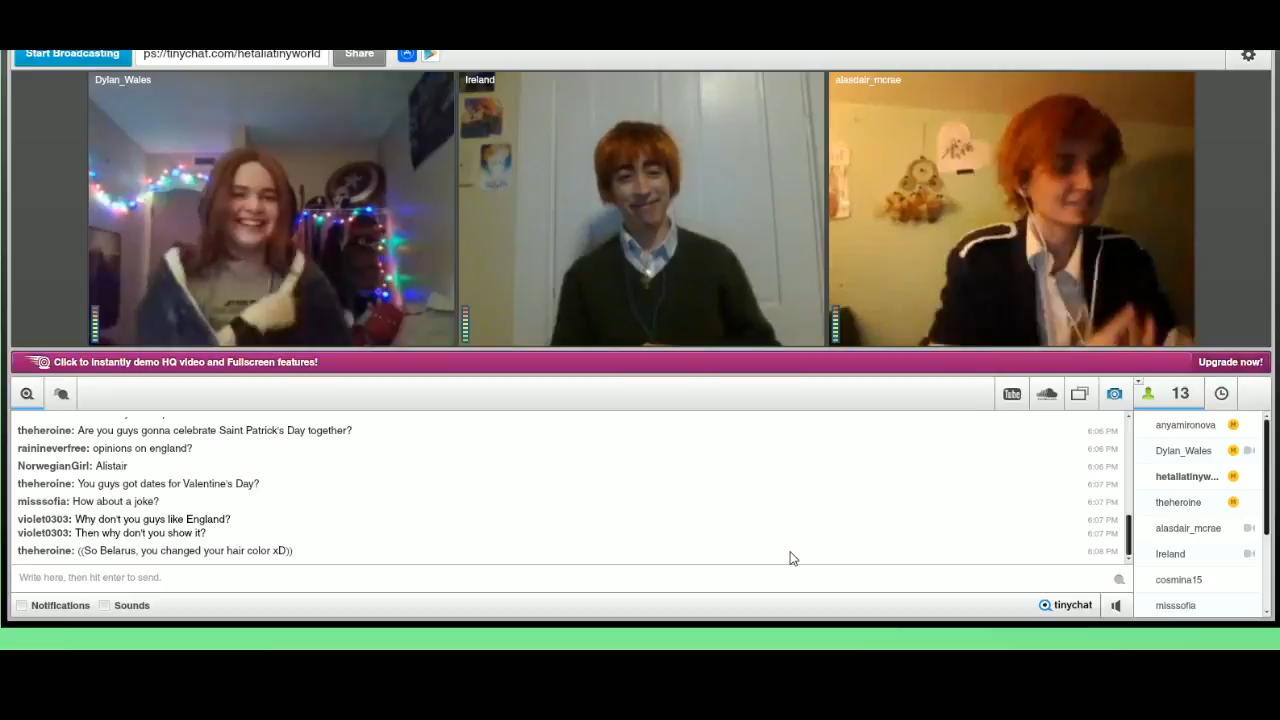 Start Broadcasting
ps://tinychat.com/hetaliatinyworld
Share
Dylan_Wales
Ireland
alasdair_mcrae
Click to instantly demo HQ video and Fullscreen features!
Upgrade now!
You Tube
13
theheroine: Are you guys gonna celebrate Saint Patrick's Day together?
6:06 PM
rainineverfree: opinions on england?
6:06 PM
NorwegianGirl: Alistair
6:06 PM
theheroine: You guys got dates for Valentine's Day?
6:07 PM
misssofia: How about a joke?
6:07 PM
violet0303: Why don't you guys like England?
6:07 PM
violet0303: Then why don't you show it?
6:07 PM
theheroine: ((So Belarus, you changed your hair color xD))
6:08 PM
Write here, then hit enter to send.
Notifications
Sounds
tinychat
anyamironova M
Dylan_Wales M
hetaliatinyw... M
theheroine M
alasdair_mcrae
Ireland
cosmina15
misssofia